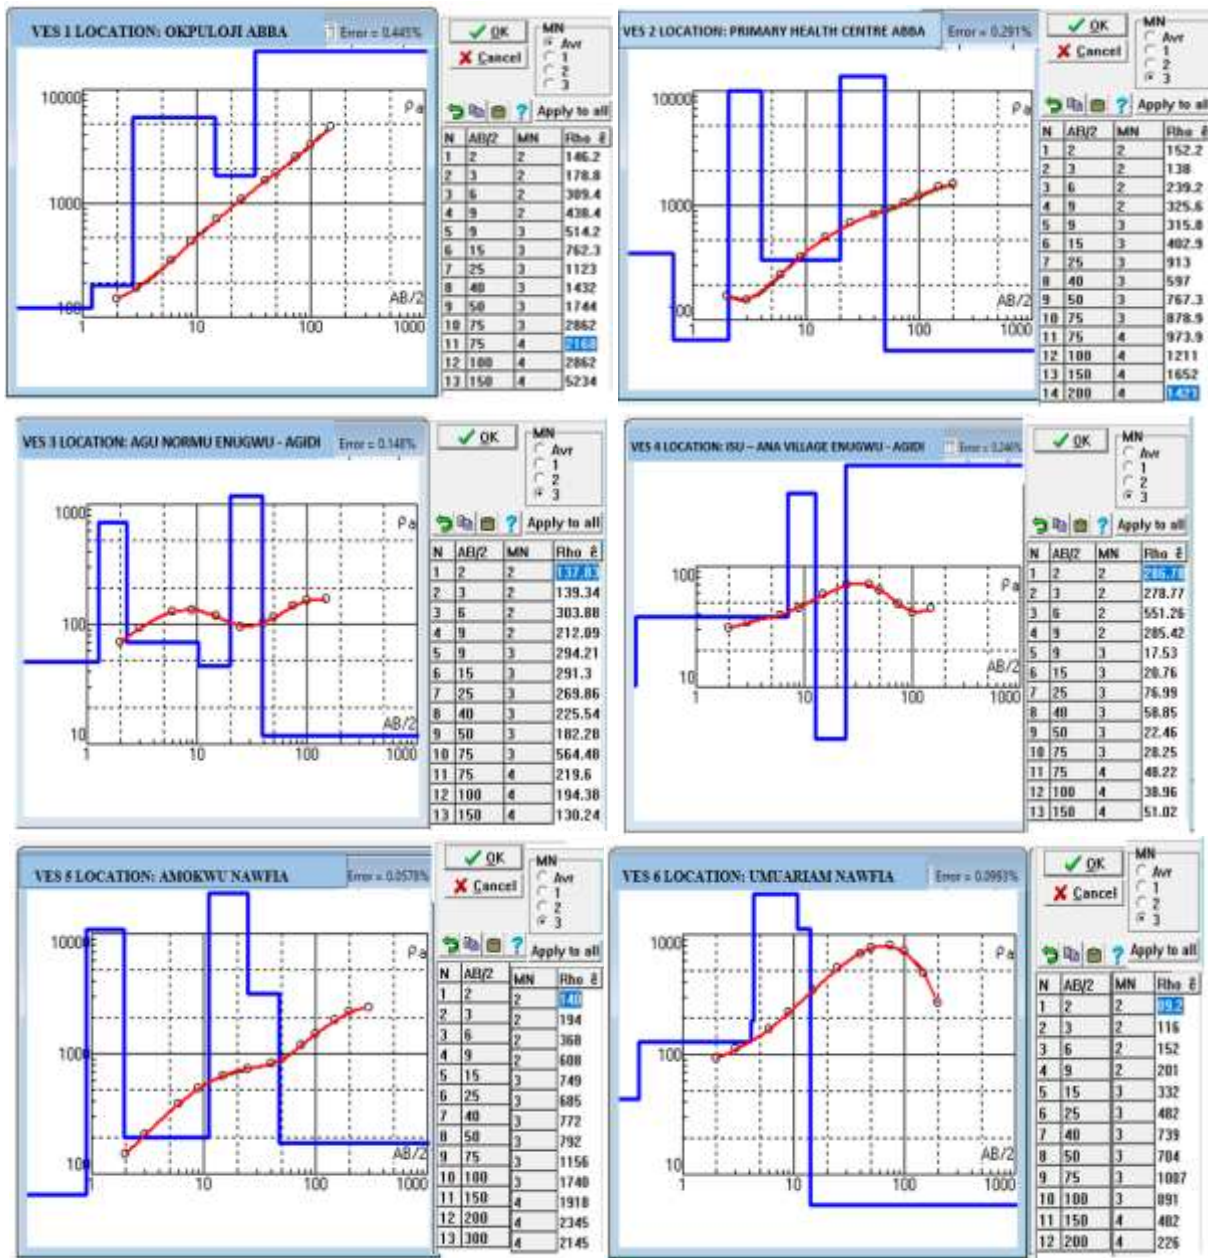 VES 1 LOCATION: OKPULOJI ABBA
Error = 0.445%
10000
1000
100
ρa
AB/2
1 10 100 1000
OK
Cancel
MN
Avr
1
2
3
Apply to all
N AB/2 MN Rho
1 2 2 146.2
2 3 2 178.8
3 6 2 309.4
4 9 2 438.4
5 9 3 514.2
6 15 3 762.3
7 25 3 1123
8 40 3 1432
9 50 3 1744
10 75 3 2862
11 75 4 2168
12 100 4 2862
13 150 4 5234
VES 2 LOCATION: PRIMARY HEALTH CENTRE ABBA
Error = 0.291%
10000
1000
100
ρa
AB/2
1 10 100 1000
OK
Cancel
MN
Avr
1
2
3
Apply to all
N AB/2 MN Rho
1 2 2 152.2
2 3 2 138
3 6 2 239.2
4 9 2 325.6
5 9 3 315.8
6 15 3 402.9
7 25 3 913
8 40 3 597
9 50 3 767.3
10 75 3 878.9
11 75 4 973.9
12 100 4 1211
13 150 4 1652
14 200 4 1423
VES 3 LOCATION: AGU NORMU ENUGWU - AGIDI
Error = 0.148%
1000
100
10
ρa
AB/2
1 10 100 1000
OK
MN
Avr
1
2
3
Apply to all
N AB/2 MN Rho
1 2 2 137.83
2 3 2 139.34
3 6 2 303.88
4 9 2 212.09
5 9 3 294.21
6 15 3 291.3
7 25 3 269.86
8 40 3 225.54
9 50 3 182.28
10 75 3 564.48
11 75 4 219.6
12 100 4 194.38
13 150 4 130.24
VES 4 LOCATION: ISU – ANA VILLAGE ENUGWU - AGIDI
Error = 0.246%
100
10
ρa
AB/2
1 10 100 1000
OK
MN
Avr
1
2
3
Apply to all
N AB/2 MN Rho
1 2 2 286.78
2 3 2 278.77
3 6 2 551.26
4 9 2 285.42
5 9 3 17.53
6 15 3 20.76
7 25 3 76.99
8 40 3 58.85
9 50 3 22.46
10 75 3 28.25
11 75 4 48.22
12 100 4 38.96
13 150 4 51.02
VES 5 LOCATION: AMOKWU NAWFIA
Error = 0.0578%
10000
1000
100
ρa
AB/2
1 10 100 1000
OK
Cancel
MN
Avr
1
2
3
Apply to all
N AB/2 MN Rho
1 2 2 140
2 3 2 194
3 6 2 368
4 9 2 608
5 15 3 749
6 25 3 685
7 40 3 772
8 50 3 792
9 75 3 1156
10 100 3 1740
11 150 4 1918
12 200 4 2345
13 300 4 2145
VES 6 LOCATION: UMUARIAM NAWFIA
Error = 0.0993%
1000
100
10
ρa
AB/2
1 10 100 1000
OK
Cancel
MN
Avr
1
2
3
Apply to all
N AB/2 MN Rho
1 2 2 89.2
2 3 2 116
3 6 2 152
4 9 2 201
5 15 3 332
6 25 3 482
7 40 3 739
8 50 3 704
9 75 3 1007
10 100 3 891
11 150 4 482
12 200 4 226